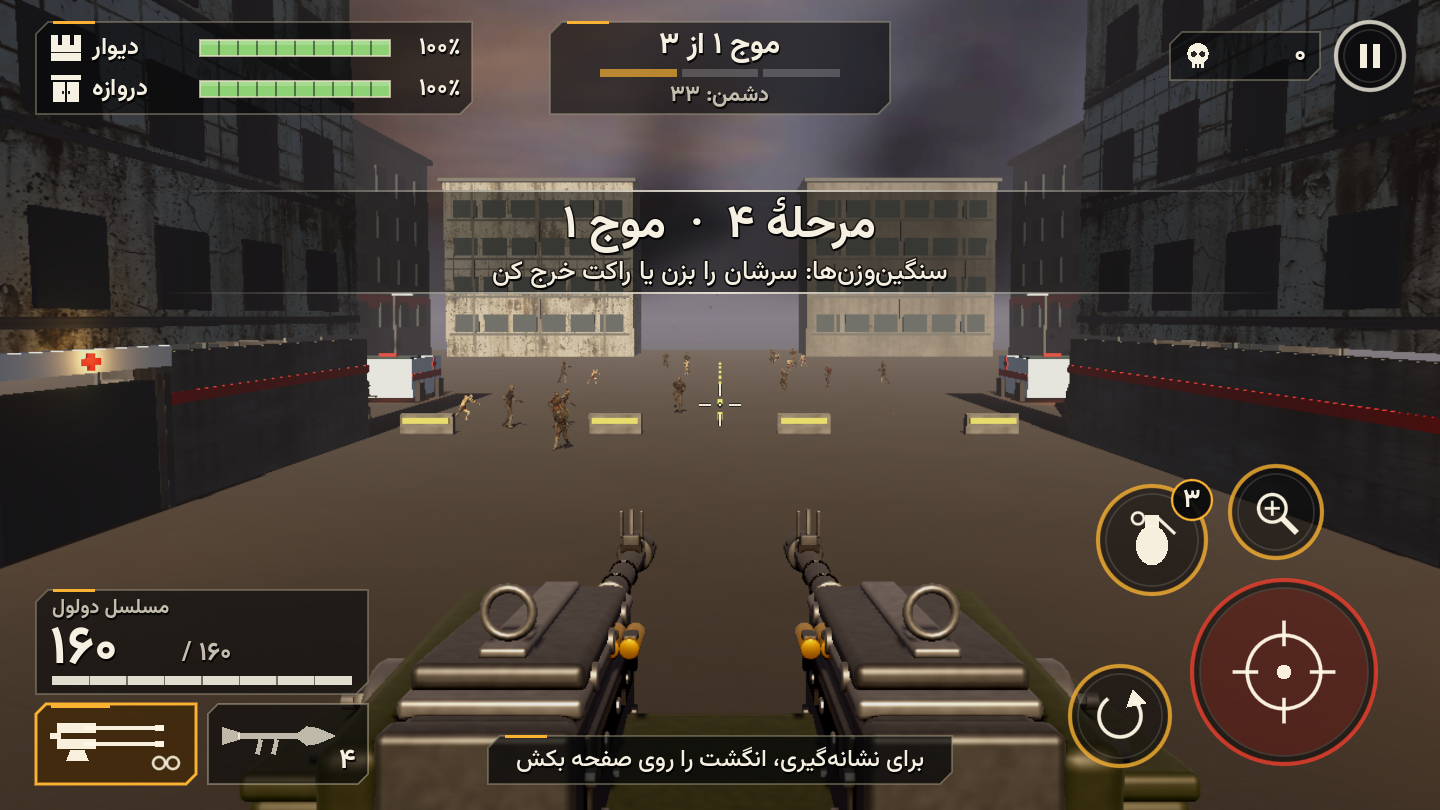 دیوار ۱۰۰٪
دروازه ۱۰۰٪
موج ۱ از ۳
دشمن: ۳۳
۰
مرحلهٔ ۴ · موج ۱
سنگین‌وزن‌ها: سرشان را بزن یا راکت خرج کن
۳
مسلسل دولول
۱۶۰ / ۱۶۰
∞
۴
برای نشانه‌گیری، انگشت را روی صفحه بکش